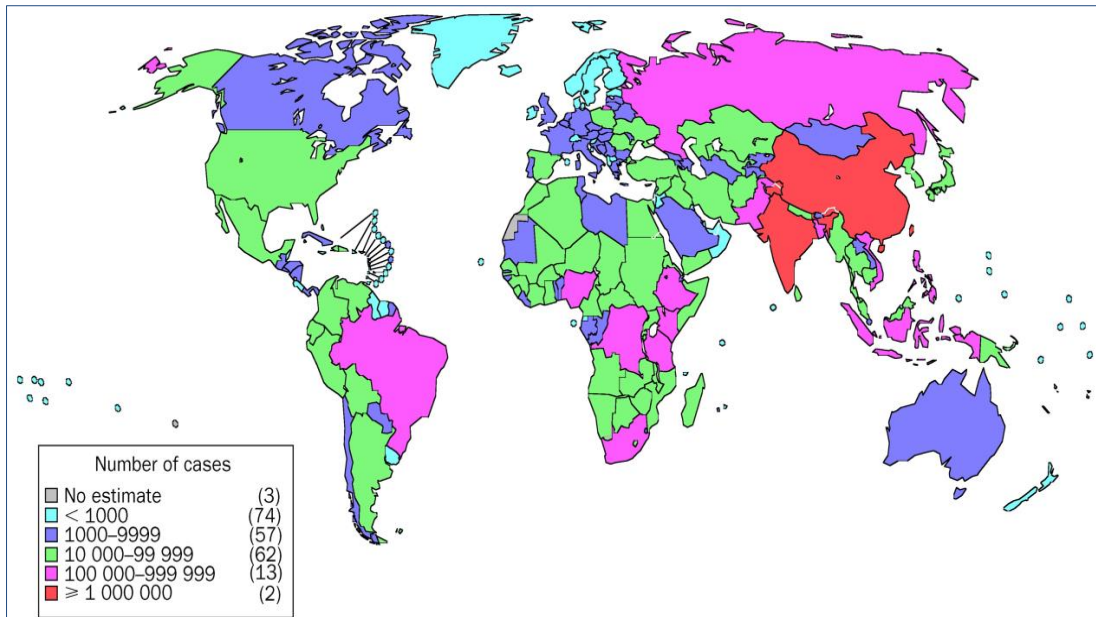 Number of cases
No estimate (3)
< 1000 (74)
1000–9999 (57)
10 000–99 999 (62)
100 000–999 999 (13)
⩾ 1 000 000 (2)